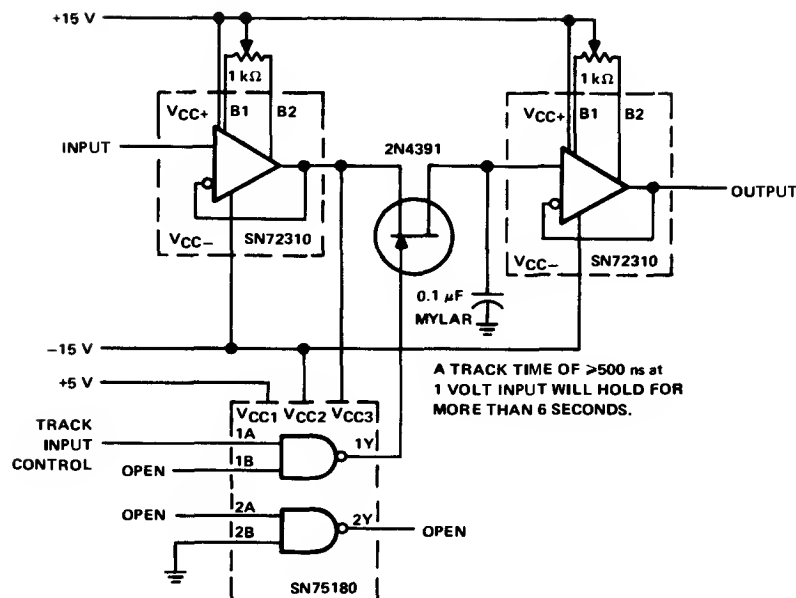 +15 V
1 kΩ
1 kΩ
VCC+
B1
B2
VCC+
B1
B2
INPUT
2N4391
OUTPUT
VCC−
SN72310
VCC−
SN72310
0.1 μF
MYLAR
−15 V
+5 V
A TRACK TIME OF >500 ns at
1 VOLT INPUT WILL HOLD FOR
MORE THAN 6 SECONDS.
VCC1
VCC2
VCC3
TRACK
INPUT
CONTROL
1A
1Y
OPEN
1B
OPEN
2A
2Y
OPEN
2B
SN75180